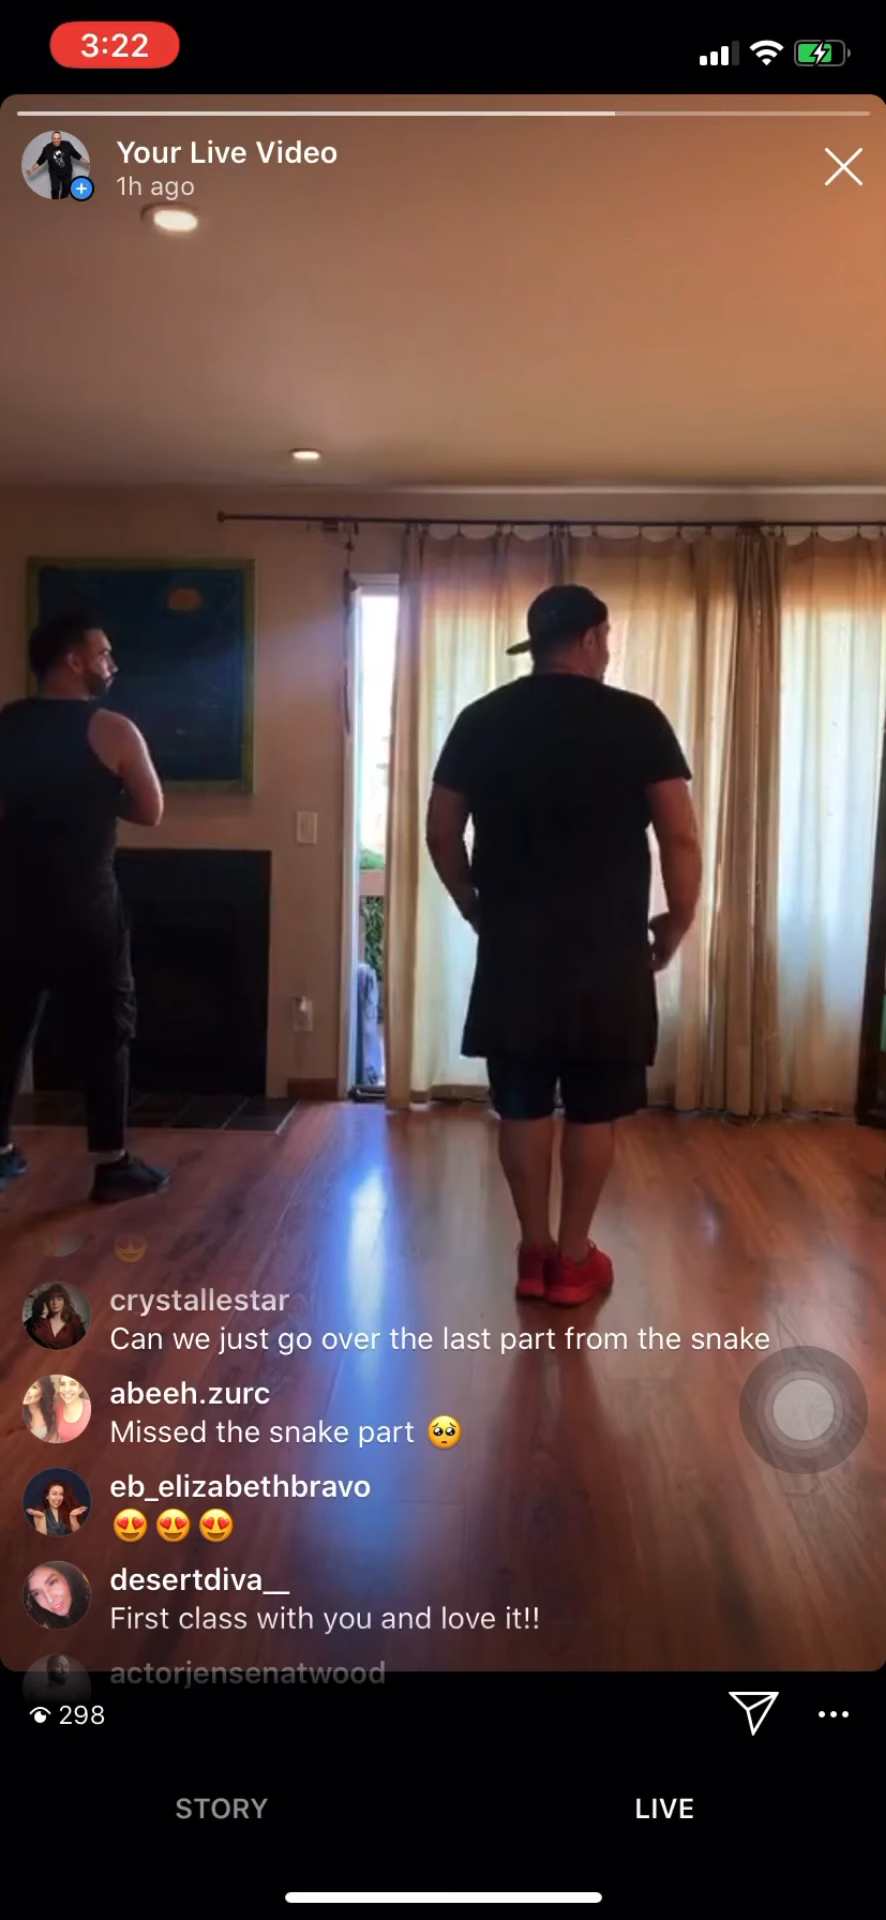 3:22
Your Live Video
1h ago
crystallestar
Can we just go over the last part from the snake
abeeh.zurc
Missed the snake part 🥺
eb_elizabethbravo
😍😍😍
desertdiva__
First class with you and love it!!
actorjensenatwood
298
STORY
LIVE